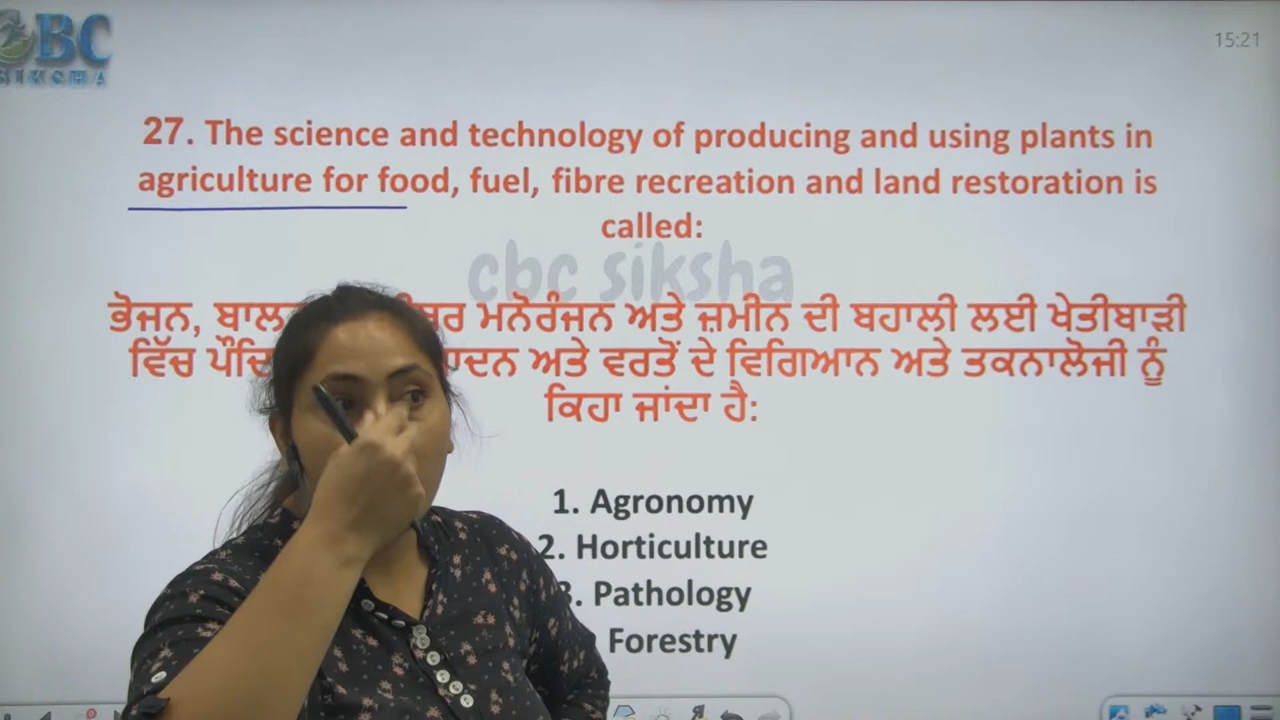 BC
SIKSHA
15:21
27. The science and technology of producing and using plants in
agriculture for food, fuel, fibre recreation and land restoration is
called:
cbc siksha
ਭੋਜਨ, ਮਨੋਰੰਜਨ ਅਤੇ ਜ਼ਮੀਨ ਦੀ ਬਹਾਲੀ ਲਈ ਖੇਤੀਬਾੜੀ
ਵਿੱਚ ਅਤੇ ਵਰਤੋਂ ਦੇ ਵਿਗਿਆਨ ਅਤੇ ਤਕਨਾਲੋਜੀ ਨੂੰ
ਕਿਹਾ ਜਾਂਦਾ ਹੈ:
1. Agronomy
2. Horticulture
3. Pathology
Forestry